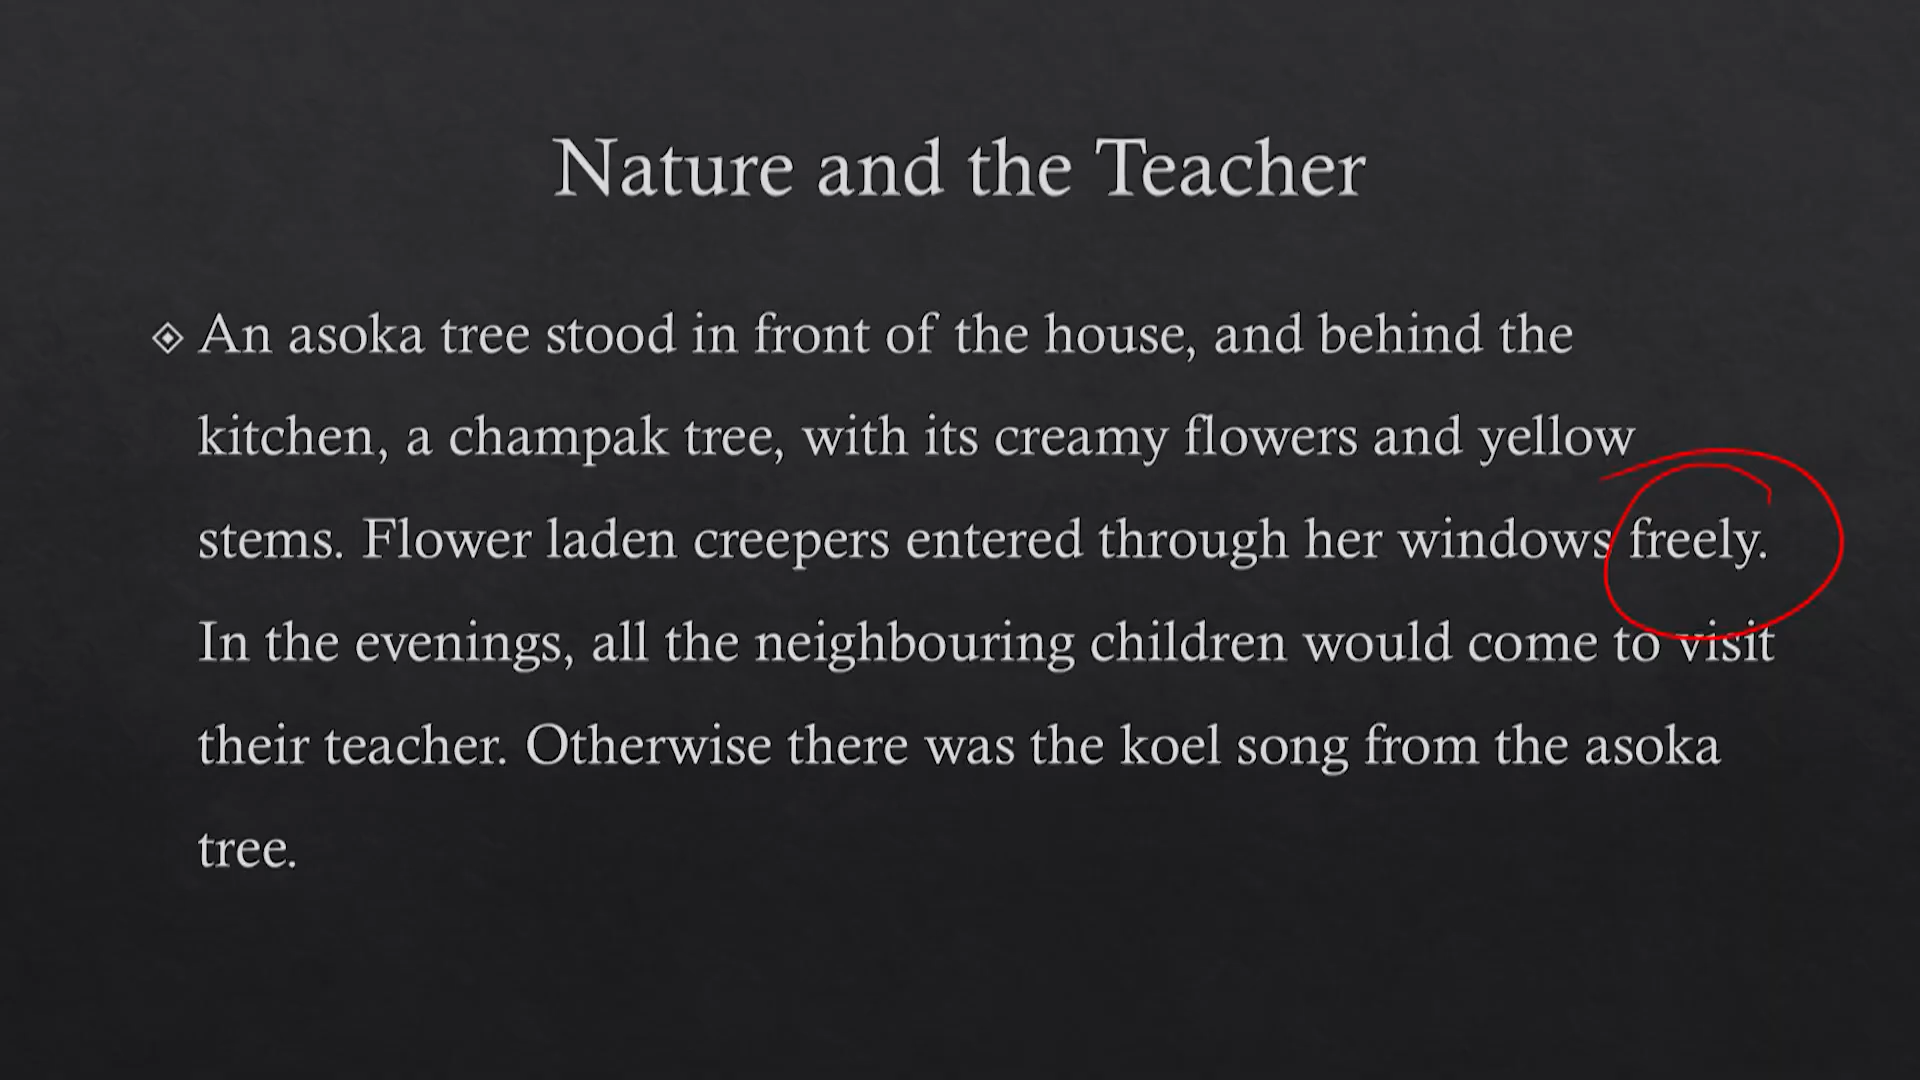 Nature and the Teacher
An asoka tree stood in front of the house, and behind the
kitchen, a champak tree, with its creamy flowers and yellow
stems. Flower laden creepers entered through her windows freely.
In the evenings, all the neighbouring children would come to visit
their teacher. Otherwise there was the koel song from the asoka
tree.